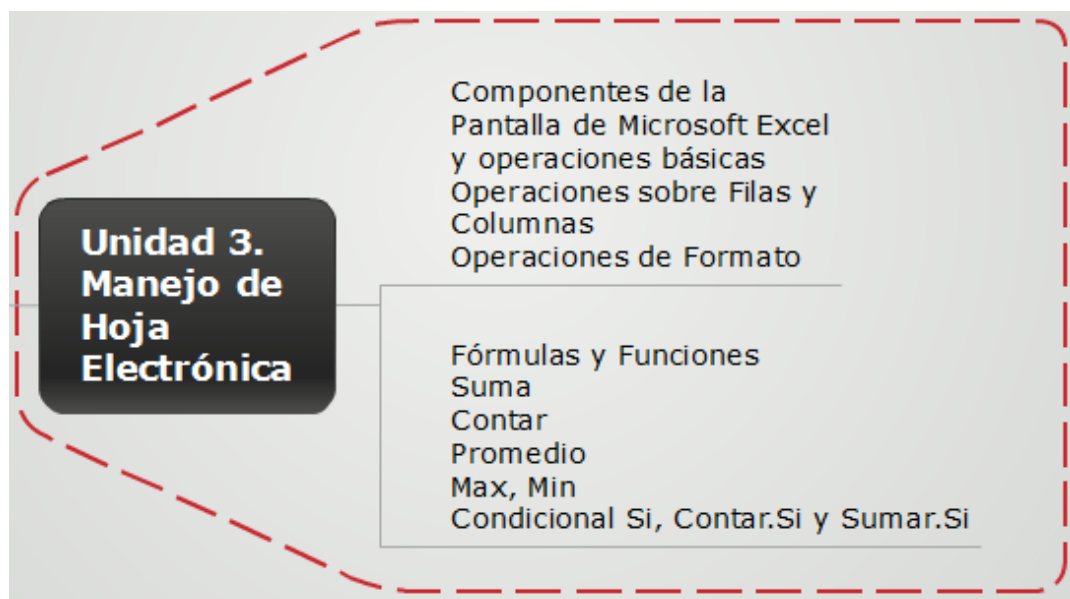 Unidad 3.
Manejo de
Hoja
Electrónica
Componentes de la
Pantalla de Microsoft Excel
y operaciones básicas
Operaciones sobre Filas y
Columnas
Operaciones de Formato
Fórmulas y Funciones
Suma
Contar
Promedio
Max, Min
Condicional Si, Contar.Si y Sumar.Si